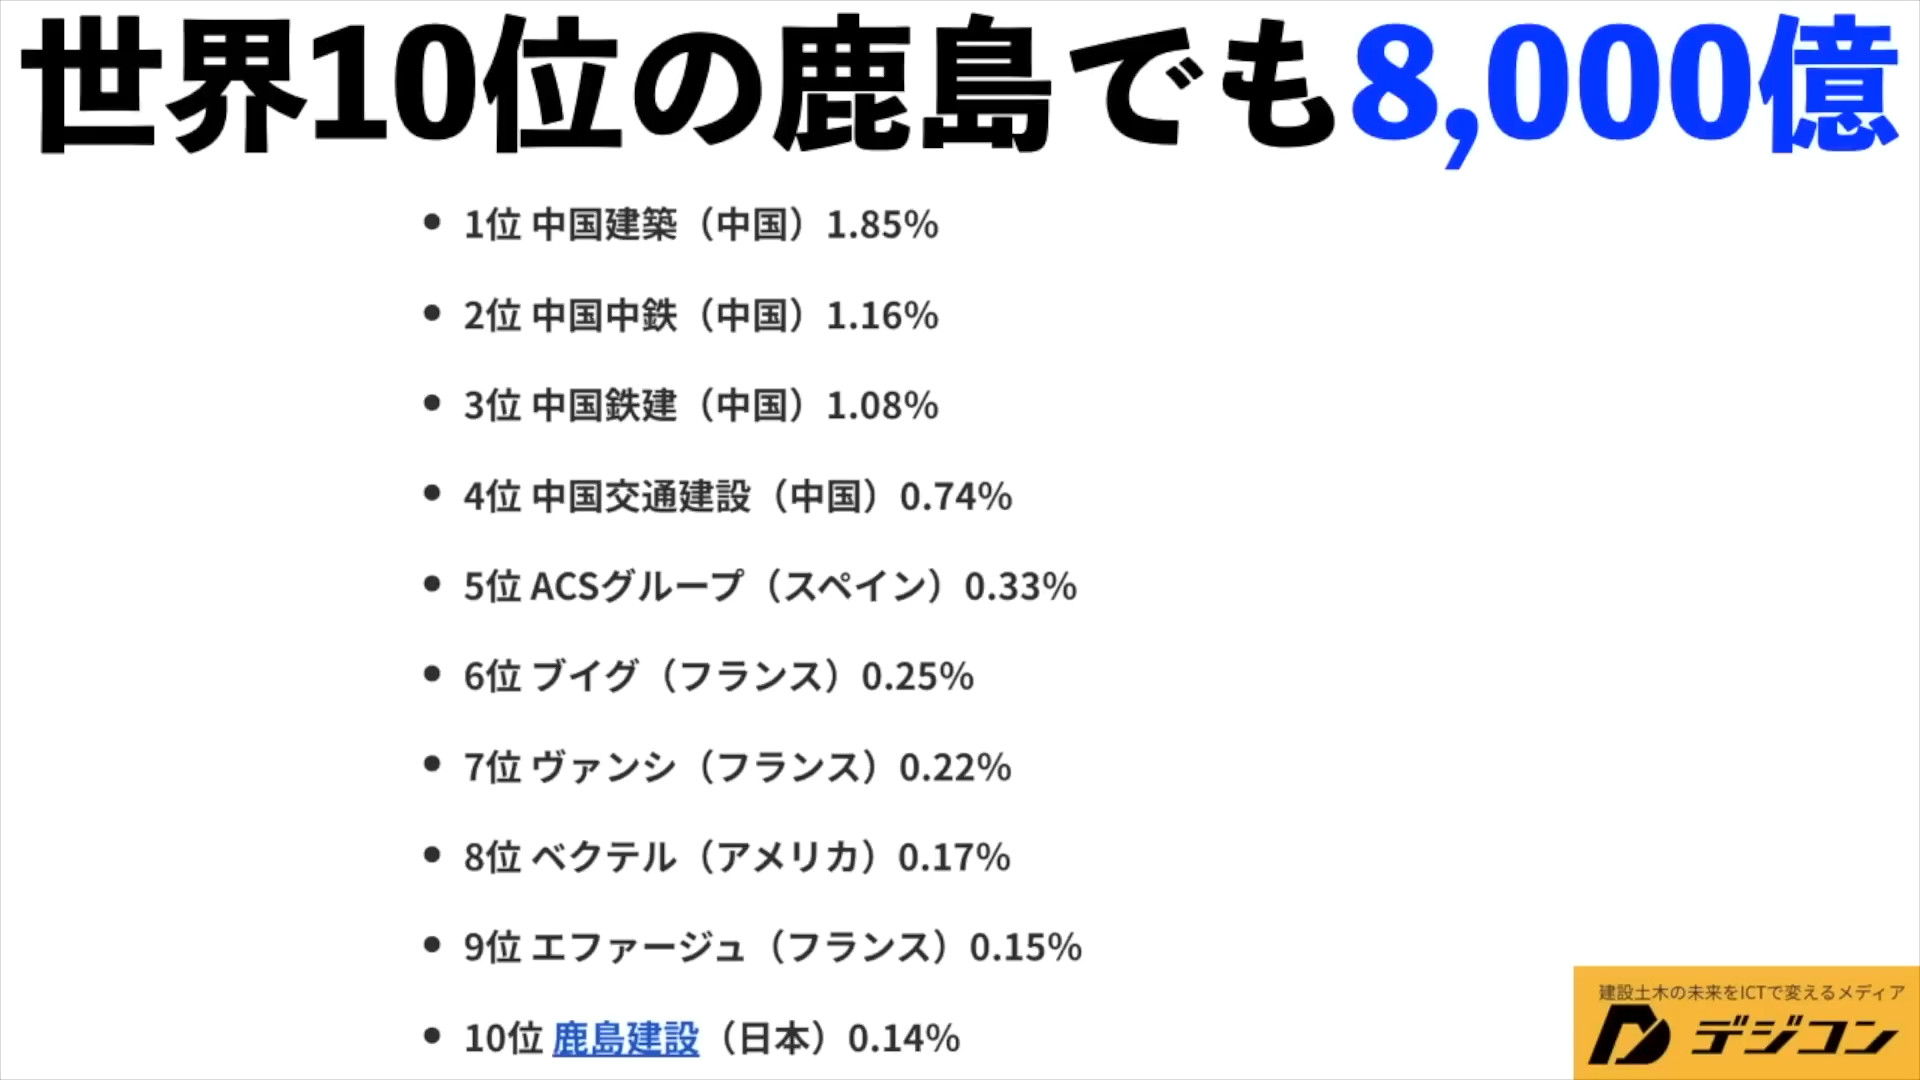 世界10位の鹿島でも8,000億
• 1位 中国建築（中国）1.85%
• 2位 中国中鉄（中国）1.16%
• 3位 中国鉄建（中国）1.08%
• 4位 中国交通建設（中国）0.74%
• 5位 ACSグループ（スペイン）0.33%
• 6位 ブイグ（フランス）0.25%
• 7位 ヴァンシ（フランス）0.22%
• 8位 ベクテル（アメリカ）0.17%
• 9位 エファージュ（フランス）0.15%
• 10位 鹿島建設（日本）0.14%
建設土木の未来をICTで変えるメディア
デジコン